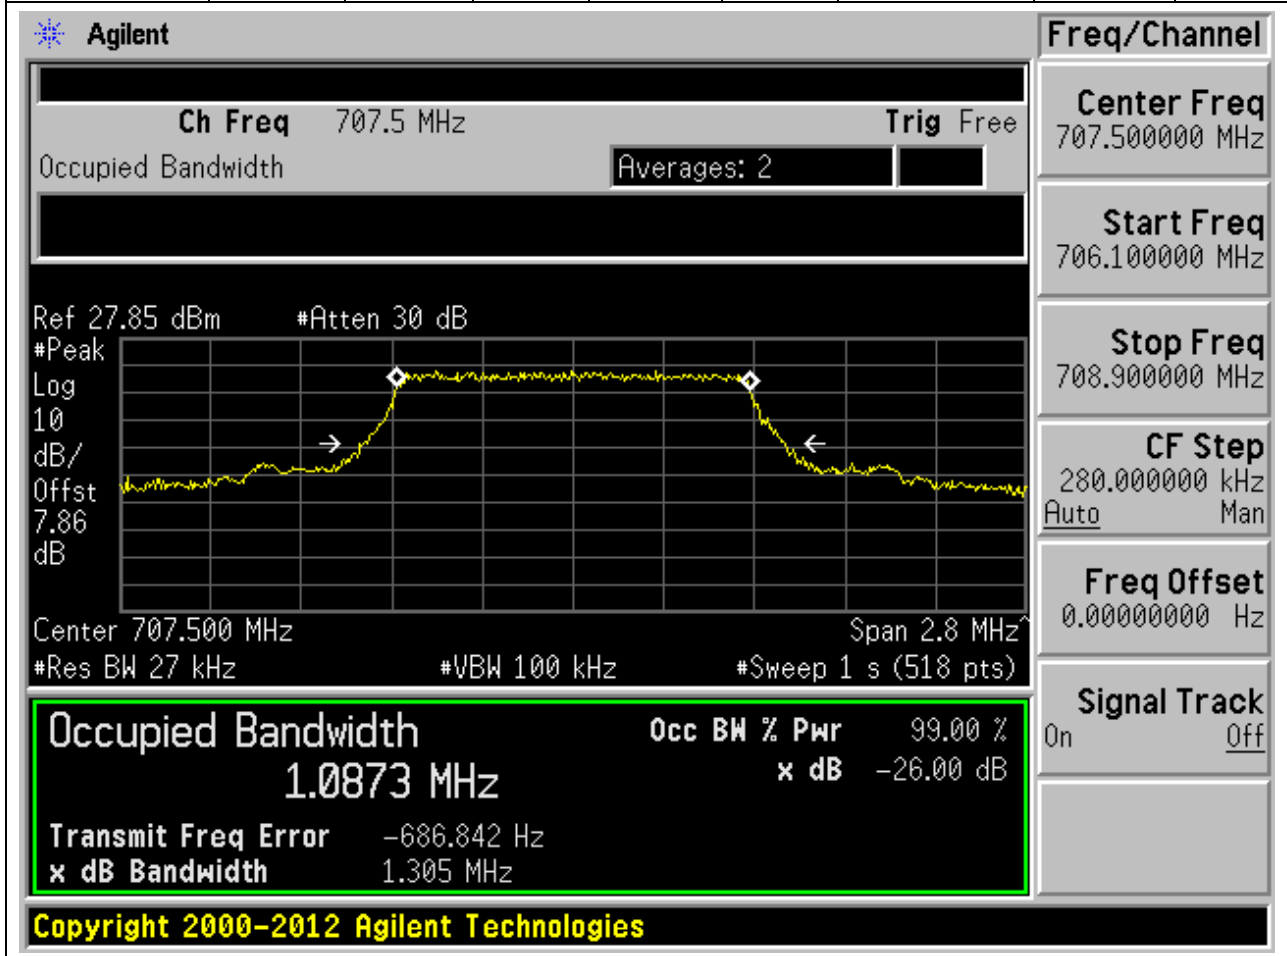 Agilent
Freq/Channel
Ch Freq 707.5 MHz Trig Free
Occupied Bandwidth Averages: 2
Center Freq
707.500000 MHz
Start Freq
706.100000 MHz
Stop Freq
708.900000 MHz
CF Step
280.000000 kHz
Auto Man
Freq Offset
0.00000000 Hz
Signal Track
On Off
Ref 27.85 dBm #Atten 30 dB
#Peak
Log
10
dB/
Offst
7.86
dB
Center 707.500 MHz Span 2.8 MHz^
#Res BW 27 kHz #VBW 100 kHz #Sweep 1 s (518 pts)
Occupied Bandwidth Occ BW % Pwr 99.00 %
1.0873 MHz x dB -26.00 dB
Transmit Freq Error -686.842 Hz
x dB Bandwidth 1.305 MHz
Copyright 2000-2012 Agilent Technologies